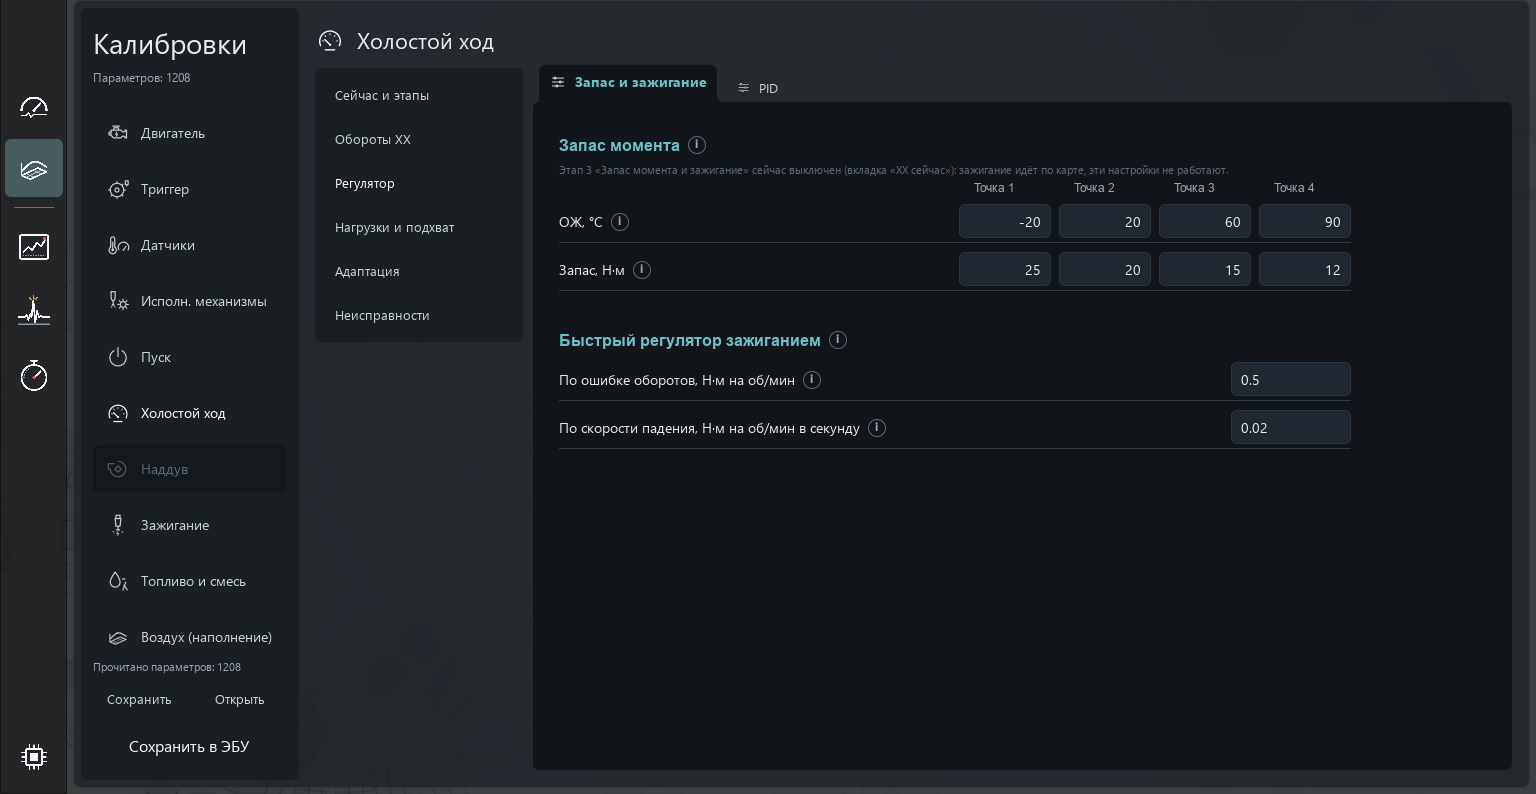 Калибровки
Параметров: 1208
Двигатель
Триггер
Датчики
Исполн. механизмы
Пуск
Холостой ход
Наддув
Зажигание
Топливо и смесь
Воздух (наполнение)
Прочитано параметров: 1208
Сохранить Открыть
Сохранить в ЭБУ
Холостой ход
Сейчас и этапы
Обороты ХХ
Регулятор
Нагрузки и подхват
Адаптация
Неисправности
Запас и зажигание PID
Запас момента i
Этап 3 «Запас момента и зажигание» сейчас выключен (вкладка «ХХ сейчас»): зажигание идёт по карте, эти настройки не работают.
Точка 1 Точка 2 Точка 3 Точка 4
ОЖ, °C i -20 20 60 90
Запас, Н·м i 25 20 15 12
Быстрый регулятор зажиганием i
По ошибке оборотов, Н·м на об/мин i 0.5
По скорости падения, Н·м на об/мин в секунду i 0.02